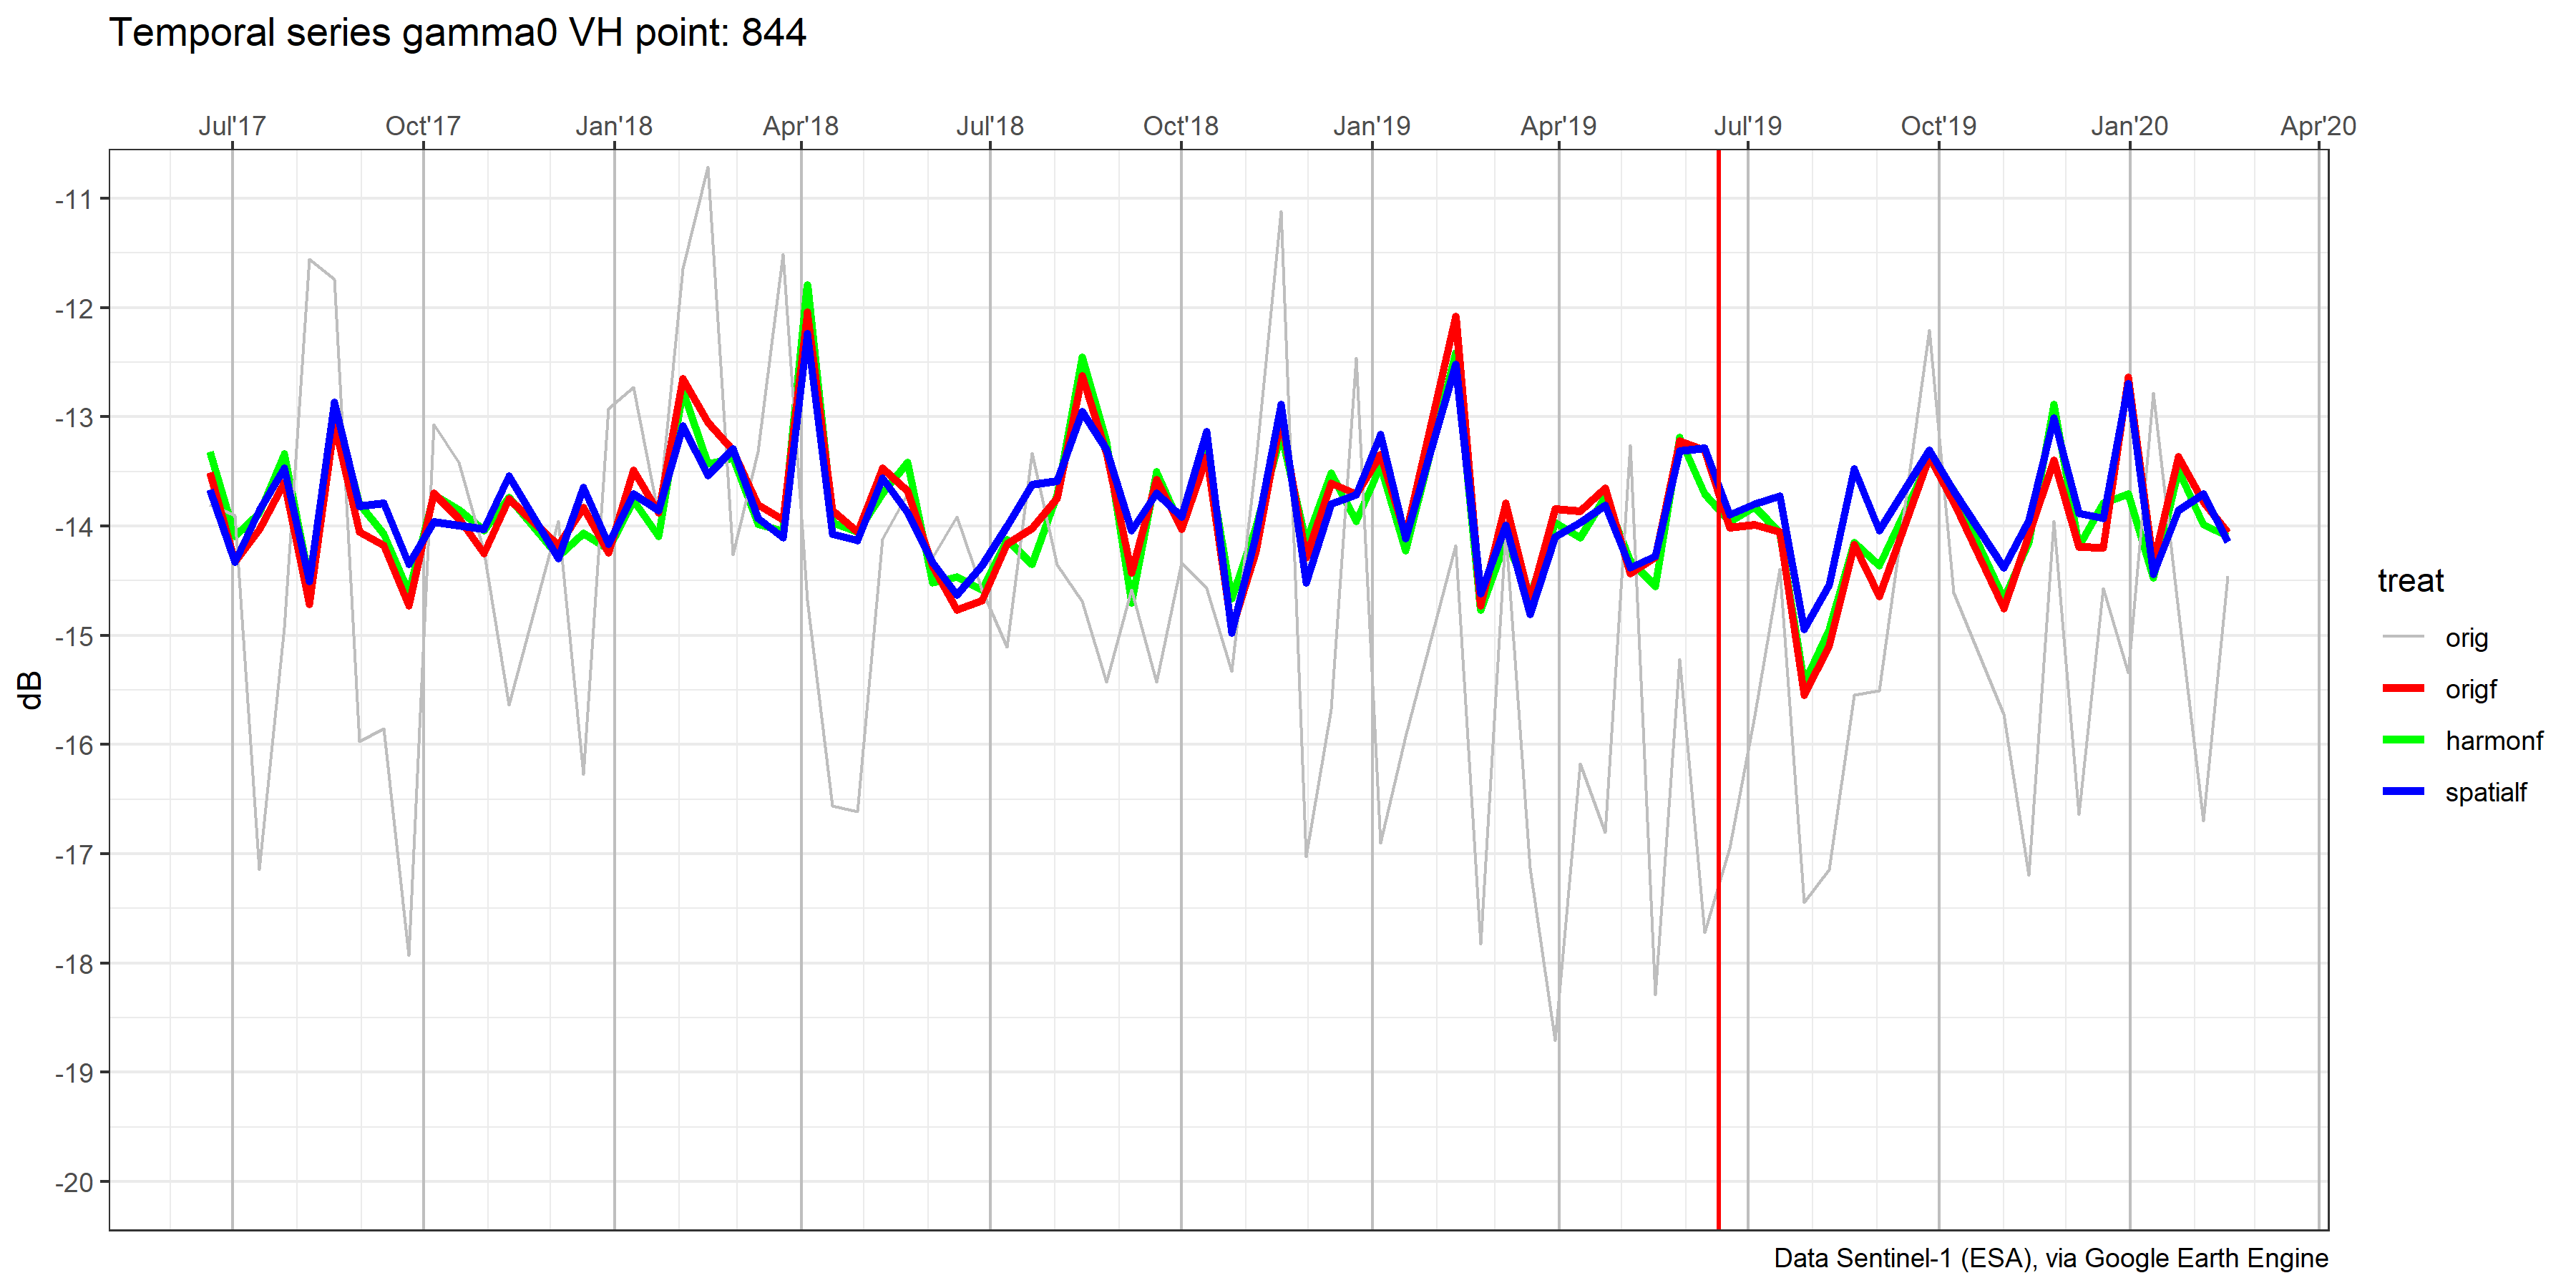 Temporal series gamma0 VH point: 844
Jul'17 Oct'17 Jan'18 Apr'18 Jul'18 Oct'18 Jan'19 Apr'19 Jul'19 Oct'19 Jan'20 Apr'20
-11
-12
-13
-14
-15
-16
-17
-18
-19
-20
dB
treat
orig
origf
harmonf
spatialf
Data Sentinel-1 (ESA), via Google Earth Engine